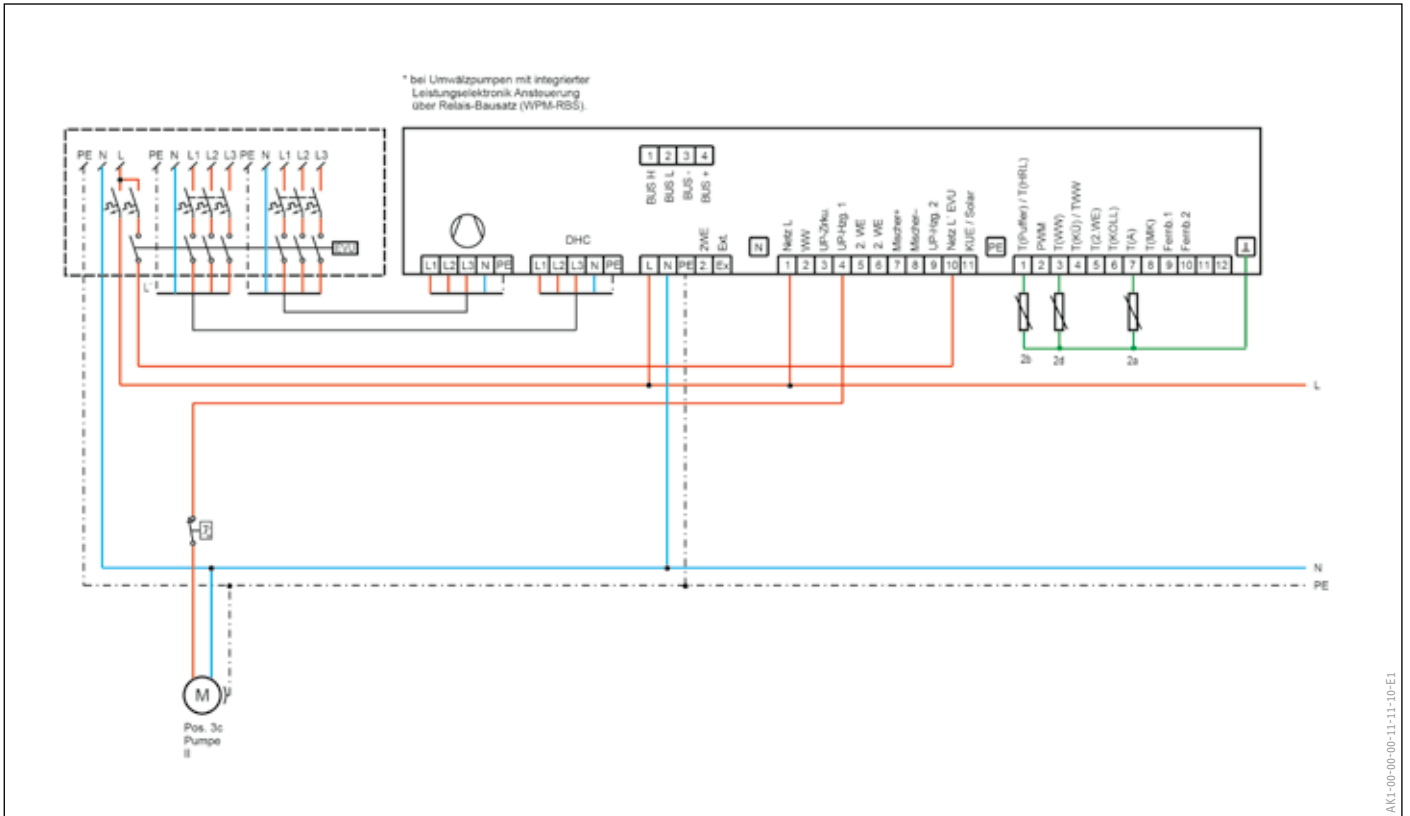 * bei Umwälzpumpen mit integrierter
Leistungselektronik Ansteuerung
über Relais-Bausatz (WPM-RBS).
PE N L PE N L1 L2 L3 PE N L1 L2 L3
EVU
L'
1 2 3 4
BUS H
BUS L
BUS -
BUS +
DHC
2WE
Ext.
L1 L2 L3 N PE
L1 L2 L3 N PE
L N PE 2. Ex
N
Netz L
WW
UP-Zirku.
UP-Hzg. 1
2. WE
2. WE
Mischer+
Mischer–
UP-Hzg. 2
Netz L' EVU
KUE / Solar
1 2 3 4 5 6 7 8 9 10 11
PE
T(Puffer) / T(HRL)
PWM
T(WW)
T(KÜ) / TWW
T(2.WE)
T(KOLL)
T(A)
T(MK)
Fernb.1
Fernb.2
1 2 3 4 5 6 7 8 9 10 11 12
2b 2d 2a
L
N
PE
M
Pos. 3c
Pumpe
II
AK1-00-00-00-11-11-10-E1